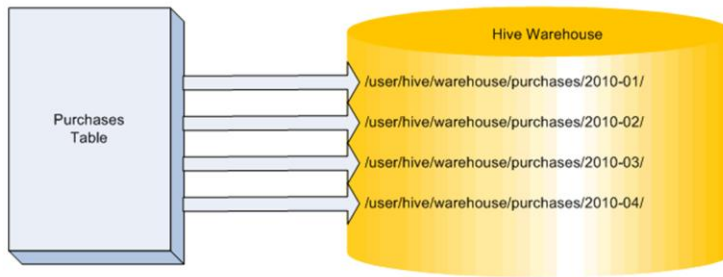 Purchases
Table
Hive Warehouse
/user/hive/warehouse/purchases/2010-01/
/user/hive/warehouse/purchases/2010-02/
/user/hive/warehouse/purchases/2010-03/
/user/hive/warehouse/purchases/2010-04/